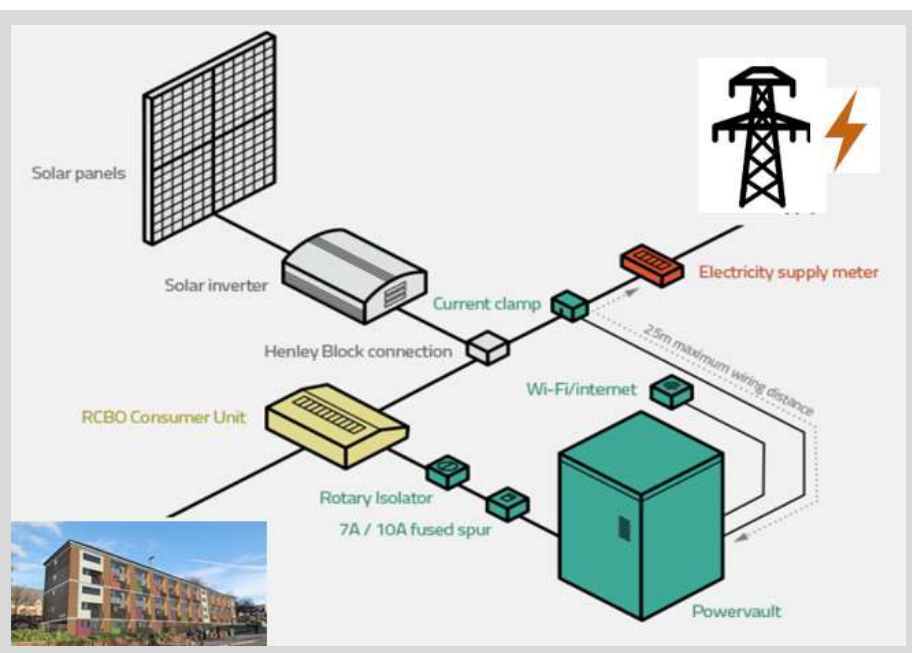 Solar panels
Electricity supply meter
Solar inverter
Current clamp
Henley Block connection
25m maximum wiring distance
Wi-Fi/internet
RCBO Consumer Unit
Rotary Isolator
7A / 10A fused spur
Powervault